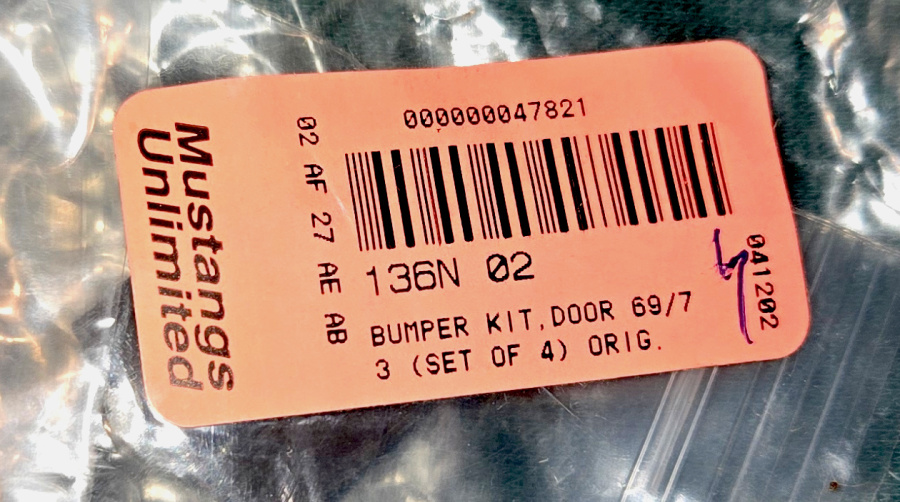 Mustangs
Unlimited
02 AF 27 AE AB
000000047821
136N 02
BUMPER KIT,DOOR 69/7
3 (SET OF 4) ORIG.
041202